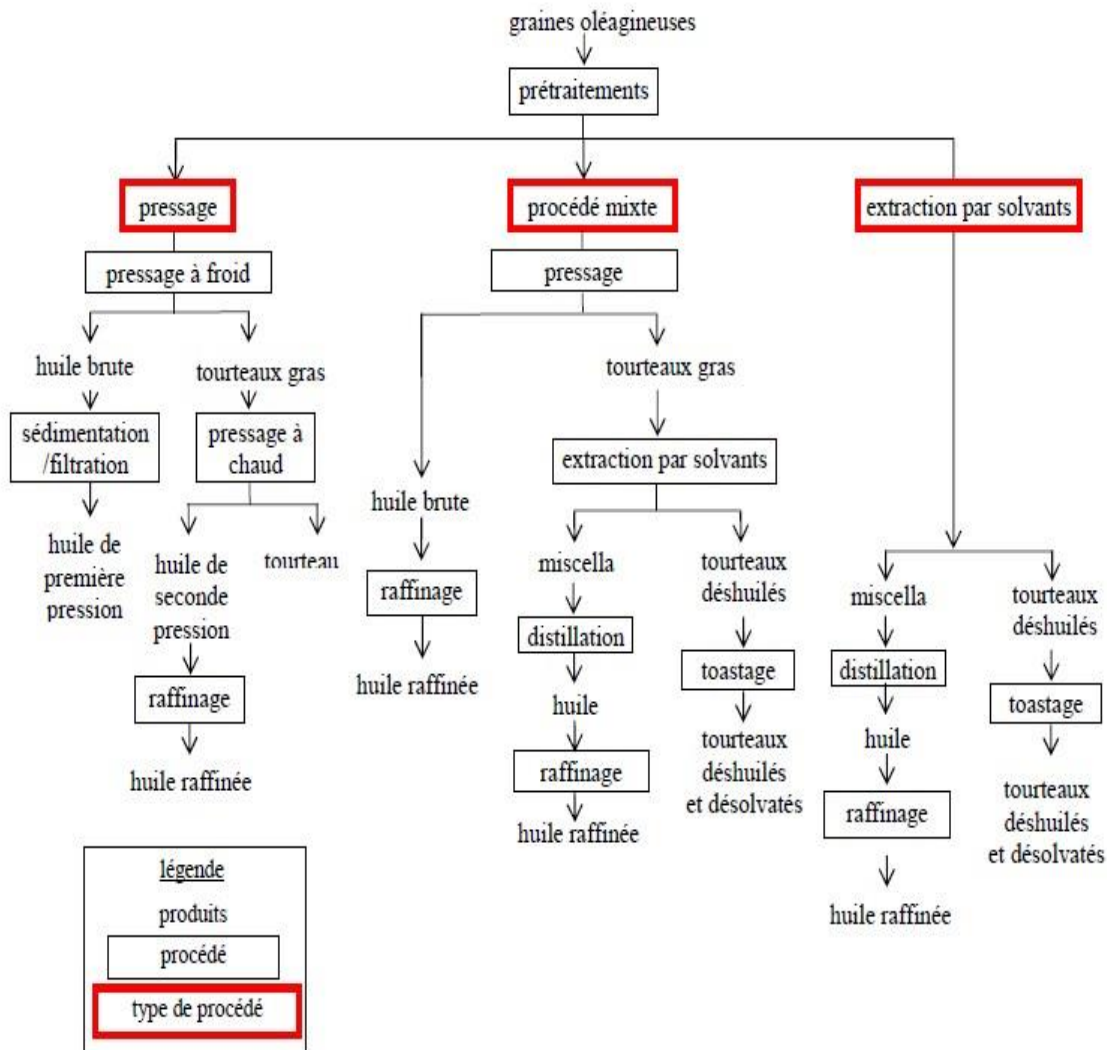 graines oléagineuses
prétraitements
pressage
procédé mixte
extraction par solvants
pressage à froid
pressage
huile brute
tourteaux gras
tourteaux gras
sédimentation
/filtration
pressage à
chaud
extraction par solvants
huile brute
huile de
première
pression
huile de
seconde
pression
tourteau
miscella
tourteaux
déshuilés
miscella
tourteaux
déshuilés
raffinage
distillation
distillation
raffinage
huile raffinée
toastage
toastage
huile
huile
huile raffinée
raffinage
tourteaux
déshuilés
et désolvatés
raffinage
tourteaux
déshuilés
et désolvatés
huile raffinée
huile raffinée
légende
produits
procédé
type de procédé